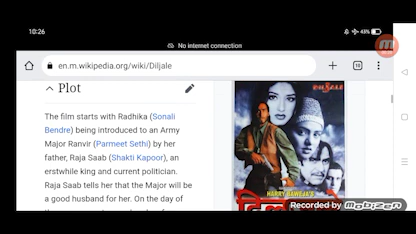 10:26
43%
No internet connection
en.m.wikipedia.org/wiki/Diljale
Plot
The film starts with Radhika (Sonali
Bendre) being introduced to an Army
Major Ranvir (Parmeet Sethi) by her
father, Raja Saab (Shakti Kapoor), an
erstwhile king and current politician.
Raja Saab tells her that the Major will be
a good husband for her. On the day of
HARRY BAWEJA'S
Recorded by mobizen